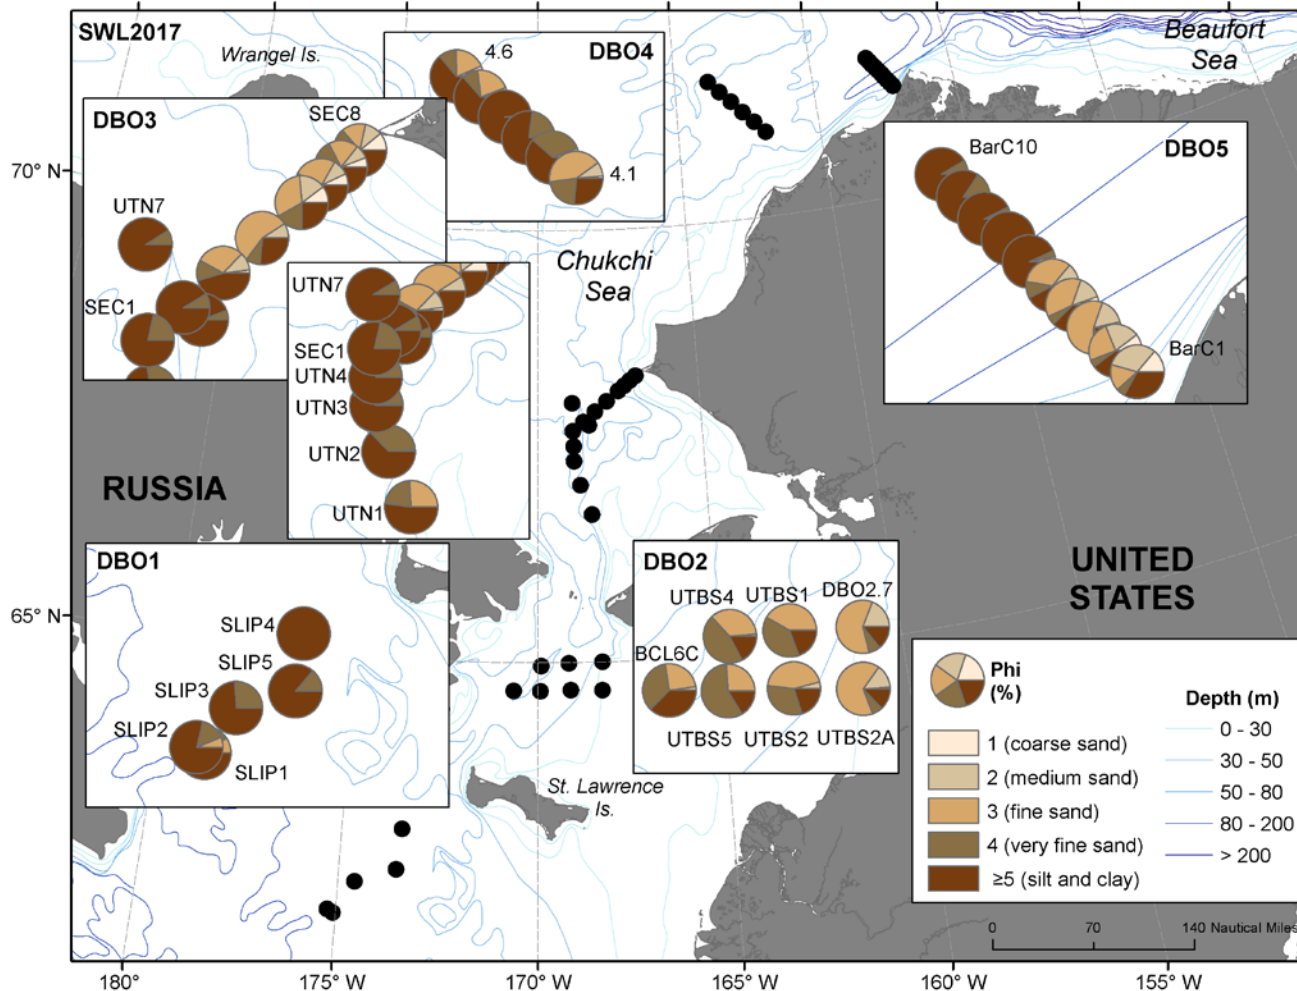 SWL2017
Wrangel Is.
Beaufort
Sea
DBO4
4.6
4.1
DBO3
SEC8
UTN7
SEC1
70° N
DBO5
BarC10
BarC1
Chukchi
Sea
UTN7
SEC1
UTN4
UTN3
UTN2
UTN1
RUSSIA
UNITED
STATES
DBO1
SLIP4
SLIP5
SLIP3
SLIP2
SLIP1
DBO2
UTBS4
UTBS1
DBO2.7
BCL6C
UTBS5
UTBS2
UTBS2A
65° N
St. Lawrence
Is.
Phi
(%)
1 (coarse sand)
2 (medium sand)
3 (fine sand)
4 (very fine sand)
≥5 (silt and clay)
Depth (m)
0 - 30
30 - 50
50 - 80
80 - 200
> 200
0 70 140 Nautical Miles
180° 175° W 170° W 165° W 160° W 155° W